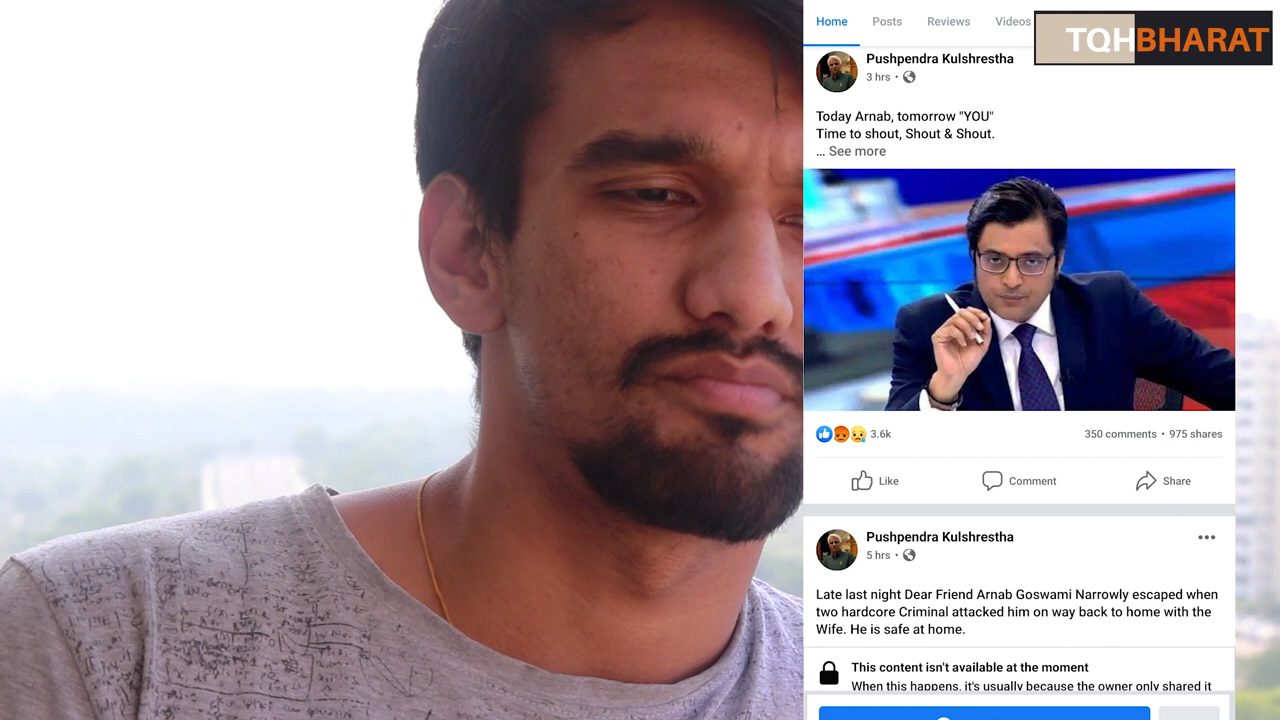 Home Posts Reviews Videos
TQHBHARAT
Pushpendra Kulshrestha
3 hrs •
Today Arnab, tomorrow "YOU"
Time to shout, Shout & Shout.
... See more
3.6k 350 comments • 975 shares
Like Comment Share
Pushpendra Kulshrestha
5 hrs •
Late last night Dear Friend Arnab Goswami Narrowly escaped when
two hardcore Criminal attacked him on way back to home with the
Wife. He is safe at home.
This content isn't available at the moment
When this happens, it's usually because the owner only shared it